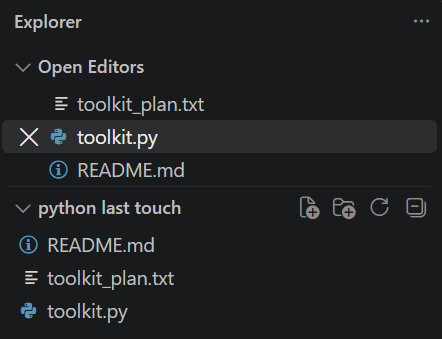 Explorer
Open Editors
toolkit_plan.txt
toolkit.py
README.md
python last touch
README.md
toolkit_plan.txt
toolkit.py